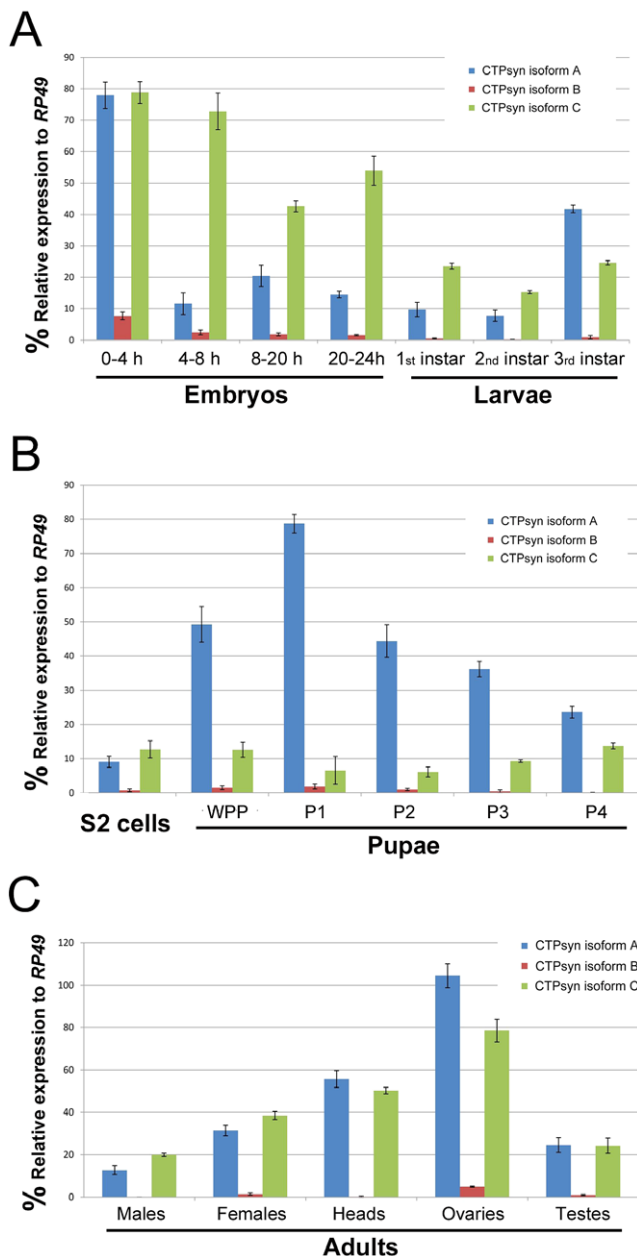 A
% Relative expression to RP49
90
80
70
60
50
40
30
20
10
0
CTPsyn isoform A
CTPsyn isoform B
CTPsyn isoform C
0-4 h 4-8 h 8-20 h 20-24h 1st instar 2nd instar 3rd instar
Embryos Larvae
B
% Relative expression to RP49
90
80
70
60
50
40
30
20
10
0
CTPsyn isoform A
CTPsyn isoform B
CTPsyn isoform C
S2 cells WPP P1 P2 P3 P4
Pupae
C
% Relative expression to RP49
120
100
80
60
40
20
0
CTPsyn isoform A
CTPsyn isoform B
CTPsyn isoform C
Males Females Heads Ovaries Testes
Adults